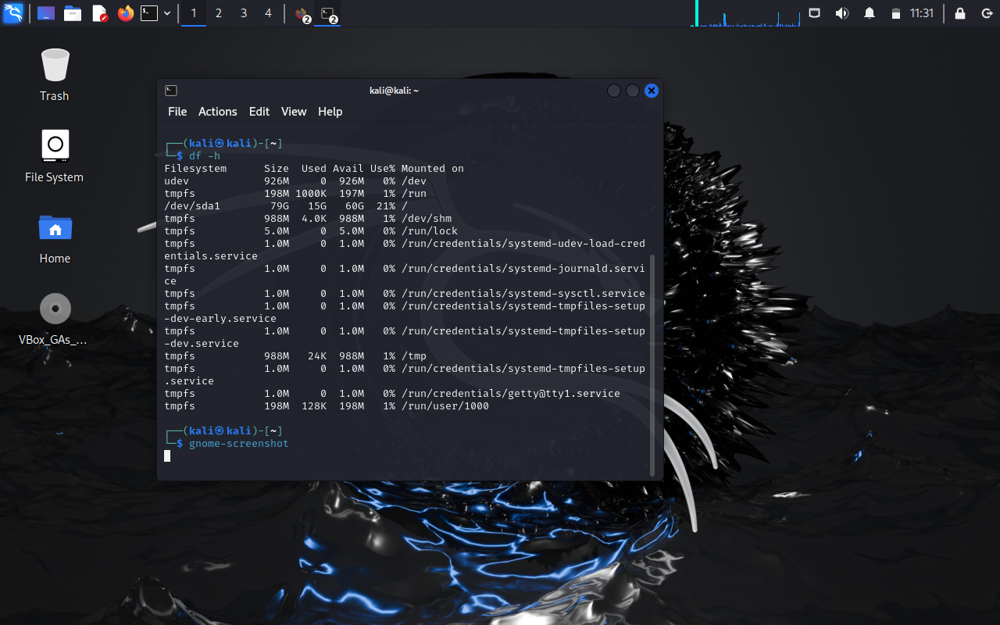 1 2 3 4 2 2 11:31
Trash
File System
Home
VBox_GAs_...
kali@kali: ~
File Actions Edit View Help
┌──(kali㉿kali)-[~]
└─$ df -h
Filesystem      Size  Used Avail Use% Mounted on
udev            926M     0  926M   0% /dev
tmpfs           198M 1000K  197M   1% /run
/dev/sda1        79G   15G   60G  21% /
tmpfs           988M  4.0K  988M   1% /dev/shm
tmpfs           5.0M     0  5.0M   0% /run/lock
tmpfs           1.0M     0  1.0M   0% /run/credentials/systemd-udev-load-cred
entials.service
tmpfs           1.0M     0  1.0M   0% /run/credentials/systemd-journald.servi
ce
tmpfs           1.0M     0  1.0M   0% /run/credentials/systemd-sysctl.service
tmpfs           1.0M     0  1.0M   0% /run/credentials/systemd-tmpfiles-setup
-dev-early.service
tmpfs           1.0M     0  1.0M   0% /run/credentials/systemd-tmpfiles-setup
-dev.service
tmpfs           988M   24K  988M   1% /tmp
tmpfs           1.0M     0  1.0M   0% /run/credentials/systemd-tmpfiles-setup
.service
tmpfs           1.0M     0  1.0M   0% /run/credentials/getty@tty1.service
tmpfs           198M  128K  198M   1% /run/user/1000
┌──(kali㉿kali)-[~]
└─$ gnome-screenshot